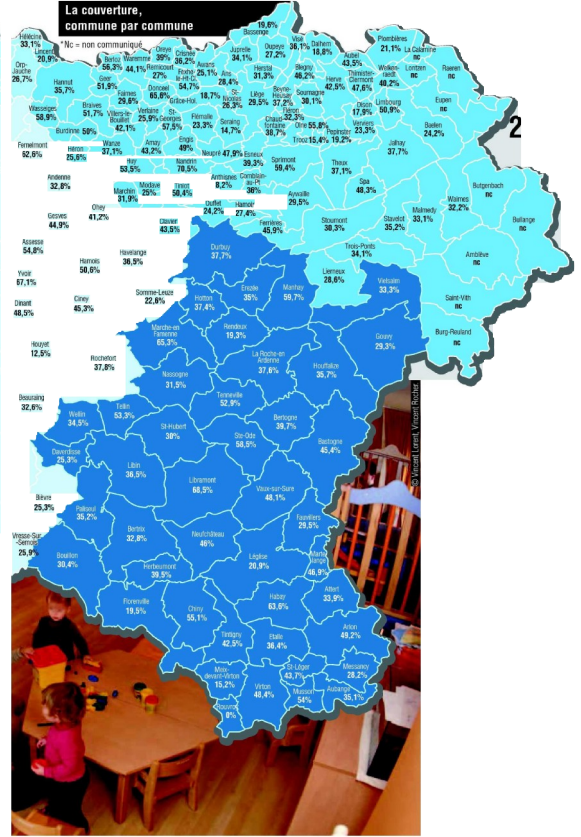 La couverture,
commune par commune
*Nc = non communiqué
Hélécine
33,1%
Lincent
20,9%
Orp-
Jauche
26,7%
Hannut
35,7%
Wasseiges
58,9%
Berloz
56,3%
Waremme
44,1%
Oreye
39%
Crisnée
36,2%
Remicourt
27%
Geer
51,9%
Faimes
29,6%
Donceel
65,6%
Fexhe-
le-Ht-Cl.
54,7%
Awans
25,1%
Ans
28,4%
Grâce-Hol.
18,7%
St-
Nicolas
26,3%
Braives
51,7%
Villers-le-
Bouillet
42,1%
Verlaine
25,9%
St-
Georges
57,5%
Flémalle
23,3%
Seraing
14,7%
Burdinne 50%
Bassenge
19,6%
Juprelle
34,1%
Oupeye
27,2%
Visé
36,1%
Dalhem
18,8%
Herstal
31,3%
Blegny
46,2%
Liège
29,5%
Beyne-
Heusay
37,2%
Soumagne
30,1%
Fléron
32,3%
Chaud-
fontaine
38,7%
Olne 55,8%
Trooz 15,4%
Pepinster
19,2%
Aubel
43,5%
Herve
42,5%
Thimister-
Clermont
47,6%
Plombières
21,1%
La Calamine
nc
Welken-
raedt
40,2%
Lontzen
nc
Raeren
nc
Dison
17,9%
Limbourg
50,9%
Verviers
23,3%
Eupen
nc
Baelen
24,2%
Jalhay
37,7%
2
Fernelmont
62,6%
Héron
25,6%
Wanze
37,1%
Amay
43,2%
Engis
49%
Huy
53,5%
Nandrin
70,5%
Neupré 47,9%
Esneux
39,3%
Sprimont
59,4%
Theux
37,1%
Spa
48,3%
Andenne
32,8%
Marchin
31,9%
Modave
25%
Tinlot
50,4%
Anthisnes
8,2%
Comblain-
au-Pt
36%
Aywaille
29,5%
Ouffet
24,2%
Hamoir
27,4%
Ferrières
45,9%
Stoumont
30,3%
Stavelot
35,2%
Malmedy
33,1%
Waimes
32,2%
Butgenbach
nc
Bullange
nc
Gesves
44,9%
Ohey
41,2%
Clavier
43,5%
Trois-Ponts
34,1%
Lierneux
28,6%
Amblève
nc
Saint-Vith
nc
Burg-Reuland
nc
Assesse
54,8%
Yvoir
57,1%
Hamois
50,6%
Havelange
36,5%
Dinant
48,5%
Ciney
45,3%
Somme-Leuze
22,6%
Houyet
12,5%
Rochefort
37,8%
Beauraing
32,6%
Bièvre
25,3%
Vresse-Sur
-Semois
25,9%
Durbuy
37,7%
Hotton
37,4%
Erezée
35%
Manhay
59,7%
Vielsalm
33,3%
Marche-en
Famenne
65,3%
Rendeux
19,3%
La Roche-en
Ardenne
37,6%
Houffalize
35,7%
Gouvy
29,3%
Nassogne
31,5%
Tenneville
52,9%
Bertogne
39,7%
Bastogne
45,4%
Wellin
34,5%
Tellin
53,3%
St-Hubert
30%
Ste-Ode
58,5%
Daverdisse
25,3%
Libin
36,5%
Libramont
68,5%
Vaux-sur-Sure
48,1%
Paliseul
35,2%
Bertrix
32,8%
Neufchâteau
46%
Fauvillers
29,5%
Bouillon
30,4%
Herbeumont
39,5%
Léglise
20,9%
Marte-
lange
46,9%
Florenville
19,5%
Chiny
55,1%
Habay
63,6%
Attert
33,9%
Tintigny
42,5%
Etalle
36,4%
Arlon
49,2%
Meix-
devant-Virton
15,2%
Virton
48,4%
St-Léger
43,7%
Messancy
28,2%
Musson
54%
Aubange
35,1%
Rouvroy
0%
© Vincent Lorent, Vincent Rocher